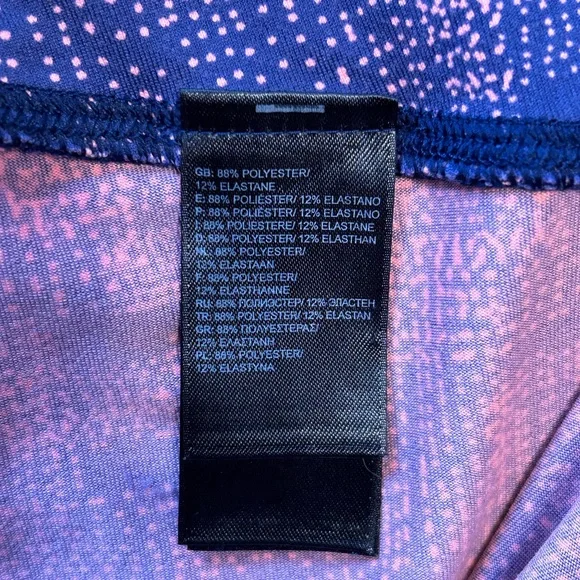 GB: 88% POLYESTER/
12% ELASTANE
E: 88% POLIÉSTER/ 12% ELASTANO
P: 88% POLIÉSTER/ 12% ELASTANO
I: 88% POLIESTERE/ 12% ELASTANE
D: 88% POLYESTER/ 12% ELASTHAN
NL: 88% POLYESTER/
12% ELASTAAN
F: 88% POLYESTER/
12% ELASTHANNE
RU: 88% ПОЛИЭСТЕР/ 12% ЭЛАСТЕН
TR: 88% POLYESTER/ 12% ELASTAN
GR: 88% ΠΟΛΥΕΣΤΕΡΑΣ/
12% ΕΛΑΣΤΑΝΗ
PL: 88% POLYESTER/
12% ELASTYNA